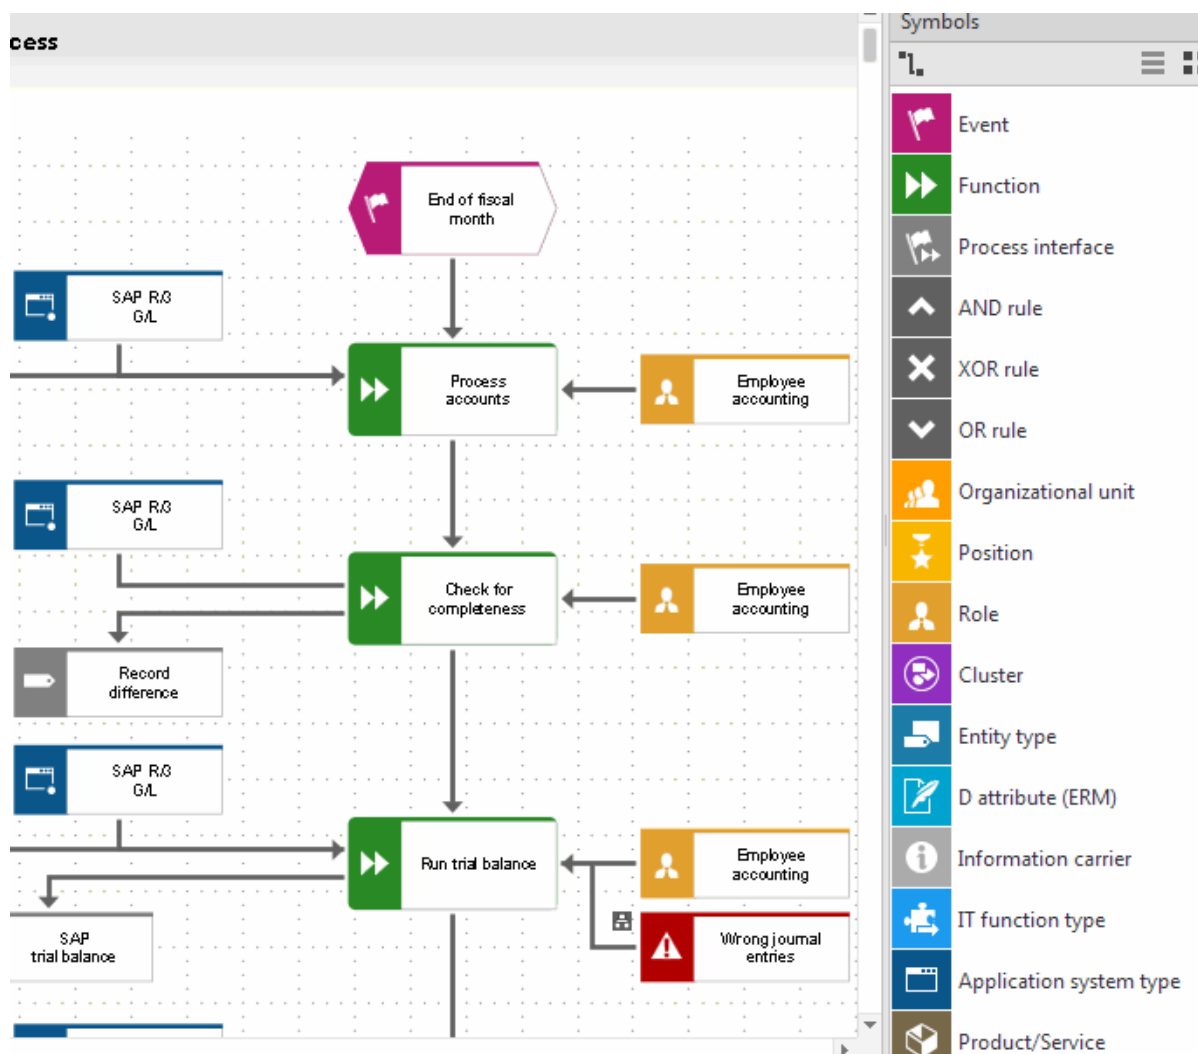 cess
End of fiscal
month
SAP R/3
G/L
Process
accounts
Employee
accounting
SAP R/3
G/L
Check for
completeness
Employee
accounting
Record
difference
SAP R/3
G/L
Run trial balance
Employee
accounting
SAP
trial balance
Wrong journal
entries
Symbols
Event
Function
Process interface
AND rule
XOR rule
OR rule
Organizational unit
Position
Role
Cluster
Entity type
D attribute (ERM)
Information carrier
IT function type
Application system type
Product/Service